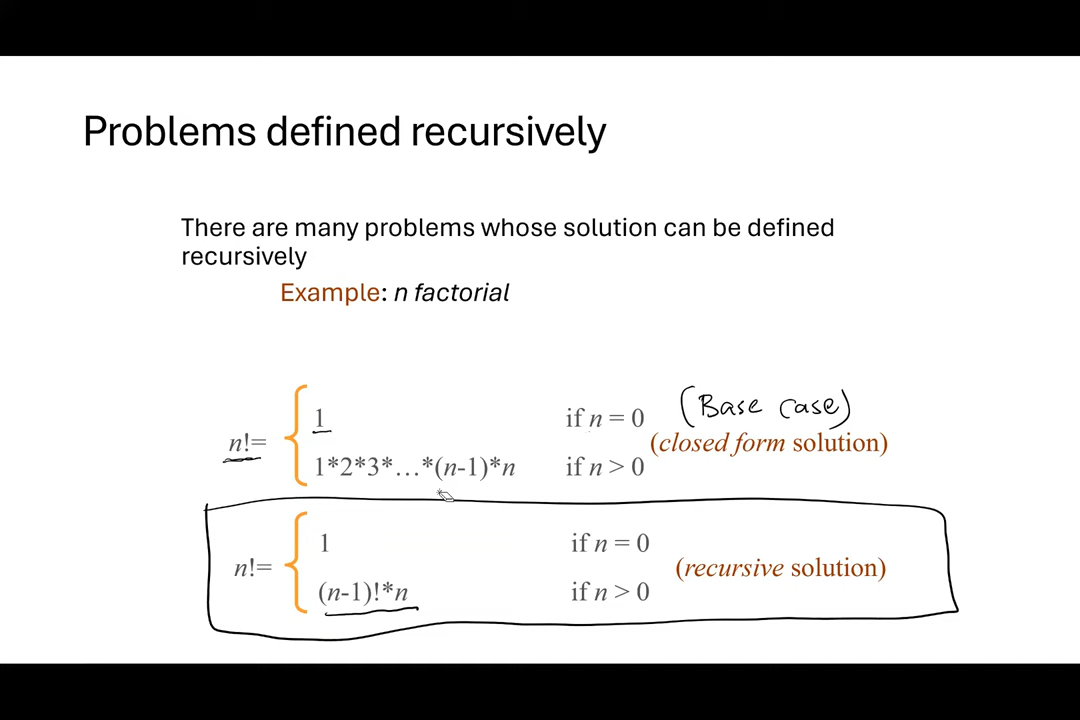 Problems defined recursively
There are many problems whose solution can be defined
recursively
Example: n factorial
(Base case)
1 if n = 0
n!= (closed form solution)
1*2*3*…*(n-1)*n if n > 0
1 if n = 0
n!= (recursive solution)
(n-1)!*n if n > 0